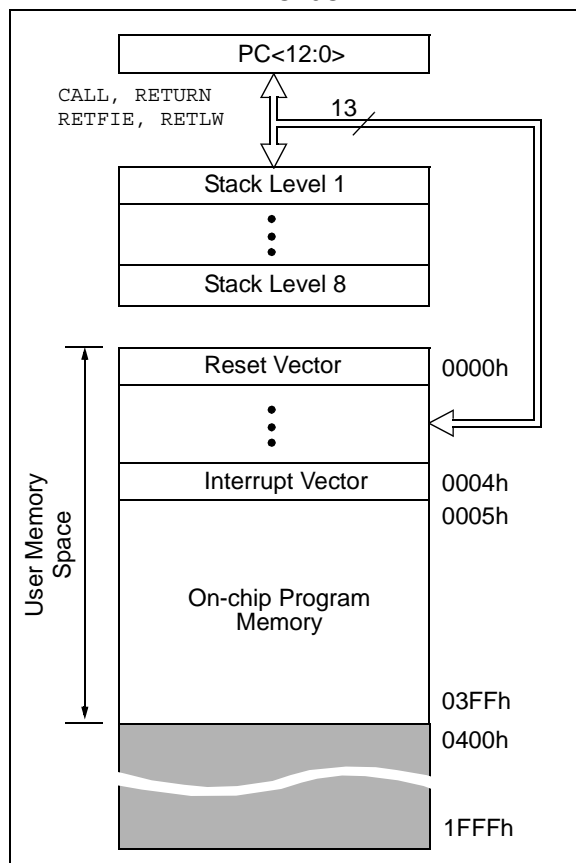 PC<12:0>
CALL, RETURN
RETFIE, RETLW
13
Stack Level 1
Stack Level 8
Reset Vector
0000h
Interrupt Vector
0004h
0005h
User Memory
Space
On-chip Program
Memory
03FFh
0400h
1FFFh